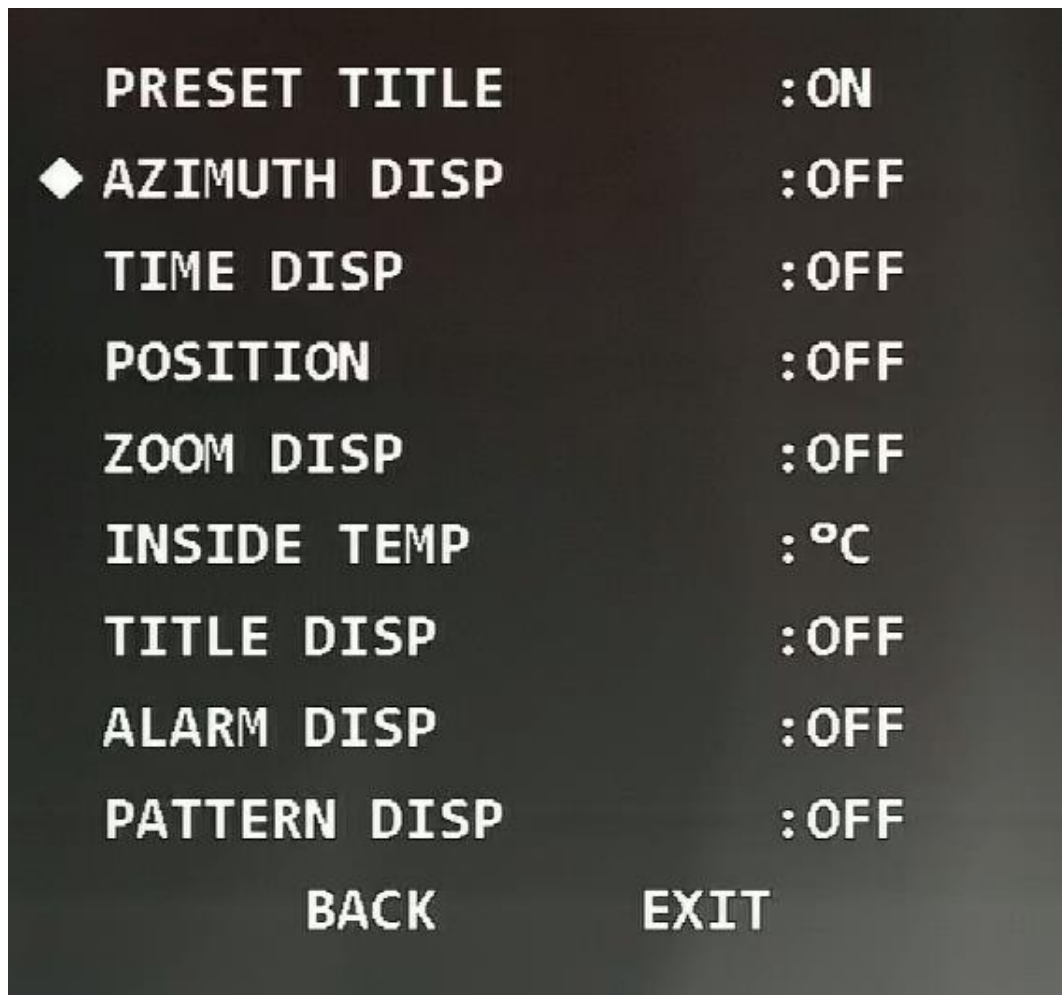 PRESET TITLE :ON
AZIMUTH DISP :OFF
TIME DISP :OFF
POSITION :OFF
ZOOM DISP :OFF
INSIDE TEMP :°C
TITLE DISP :OFF
ALARM DISP :OFF
PATTERN DISP :OFF
BACK EXIT